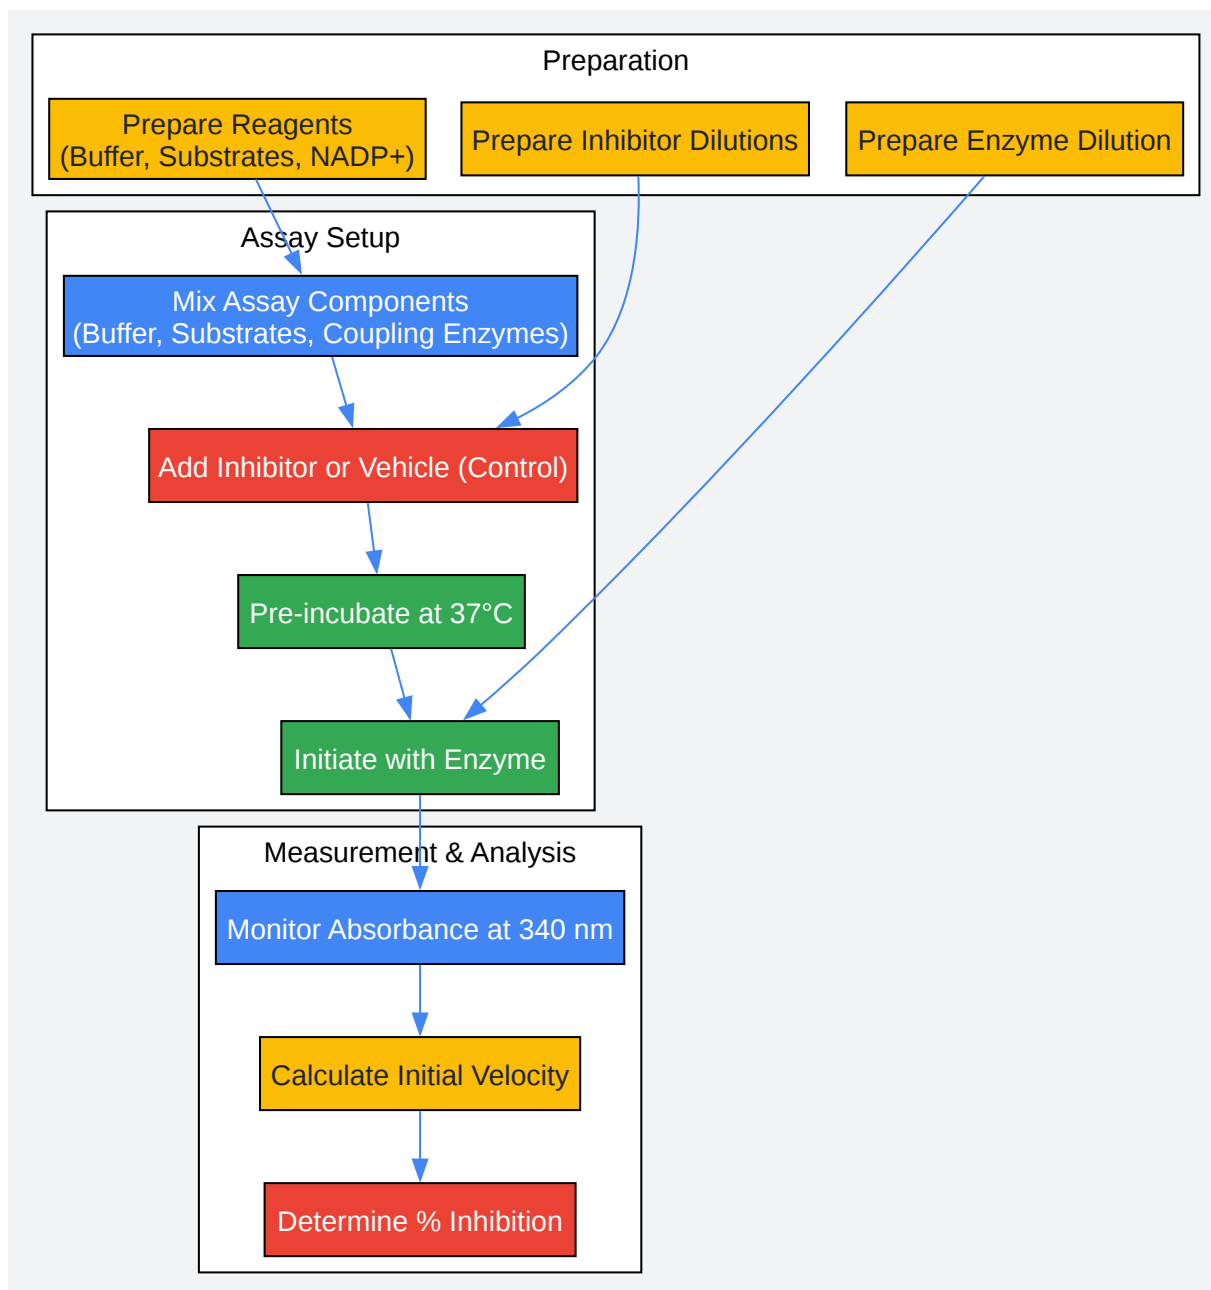 Preparation
Prepare Reagents
(Buffer, Substrates, NADP+)
Prepare Inhibitor Dilutions
Prepare Enzyme Dilution
Assay Setup
Mix Assay Components
(Buffer, Substrates, Coupling Enzymes)
Add Inhibitor or Vehicle (Control)
Pre-incubate at 37°C
Initiate with Enzyme
Measurement & Analysis
Monitor Absorbance at 340 nm
Calculate Initial Velocity
Determine % Inhibition